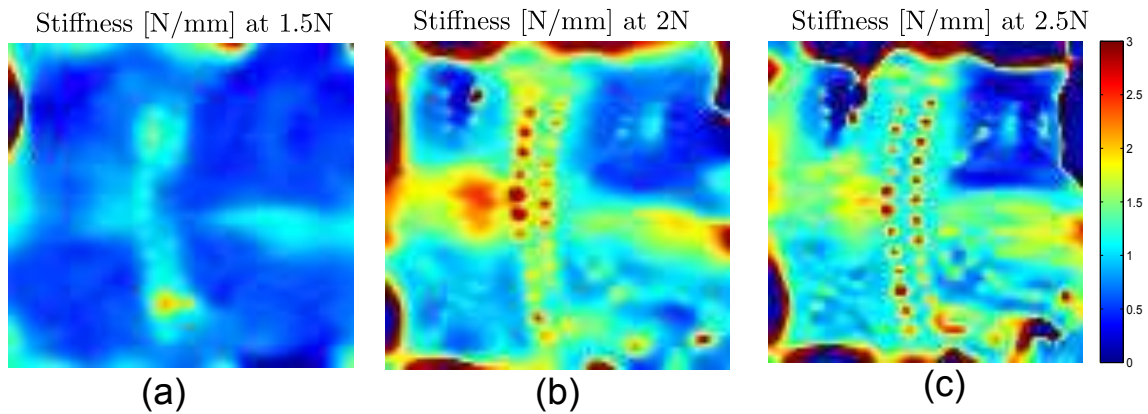 Stiffness [N/mm] at 1.5N
Stiffness [N/mm] at 2N
Stiffness [N/mm] at 2.5N
3
2.5
2
1.5
1
0.5
0
(a)
(b)
(c)